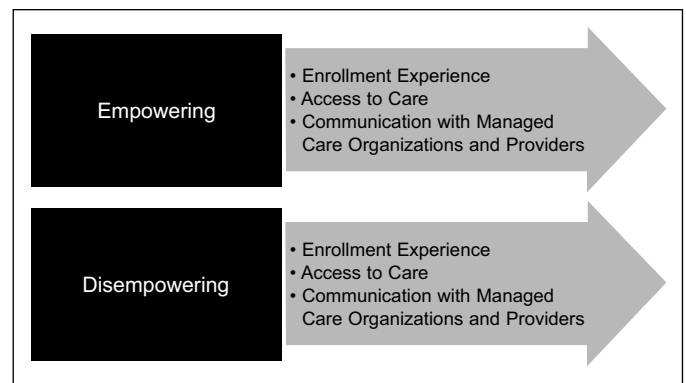 Empowering
• Enrollment Experience
• Access to Care
• Communication with Managed
Care Organizations and Providers
Disempowering
• Enrollment Experience
• Access to Care
• Communication with Managed
Care Organizations and Providers